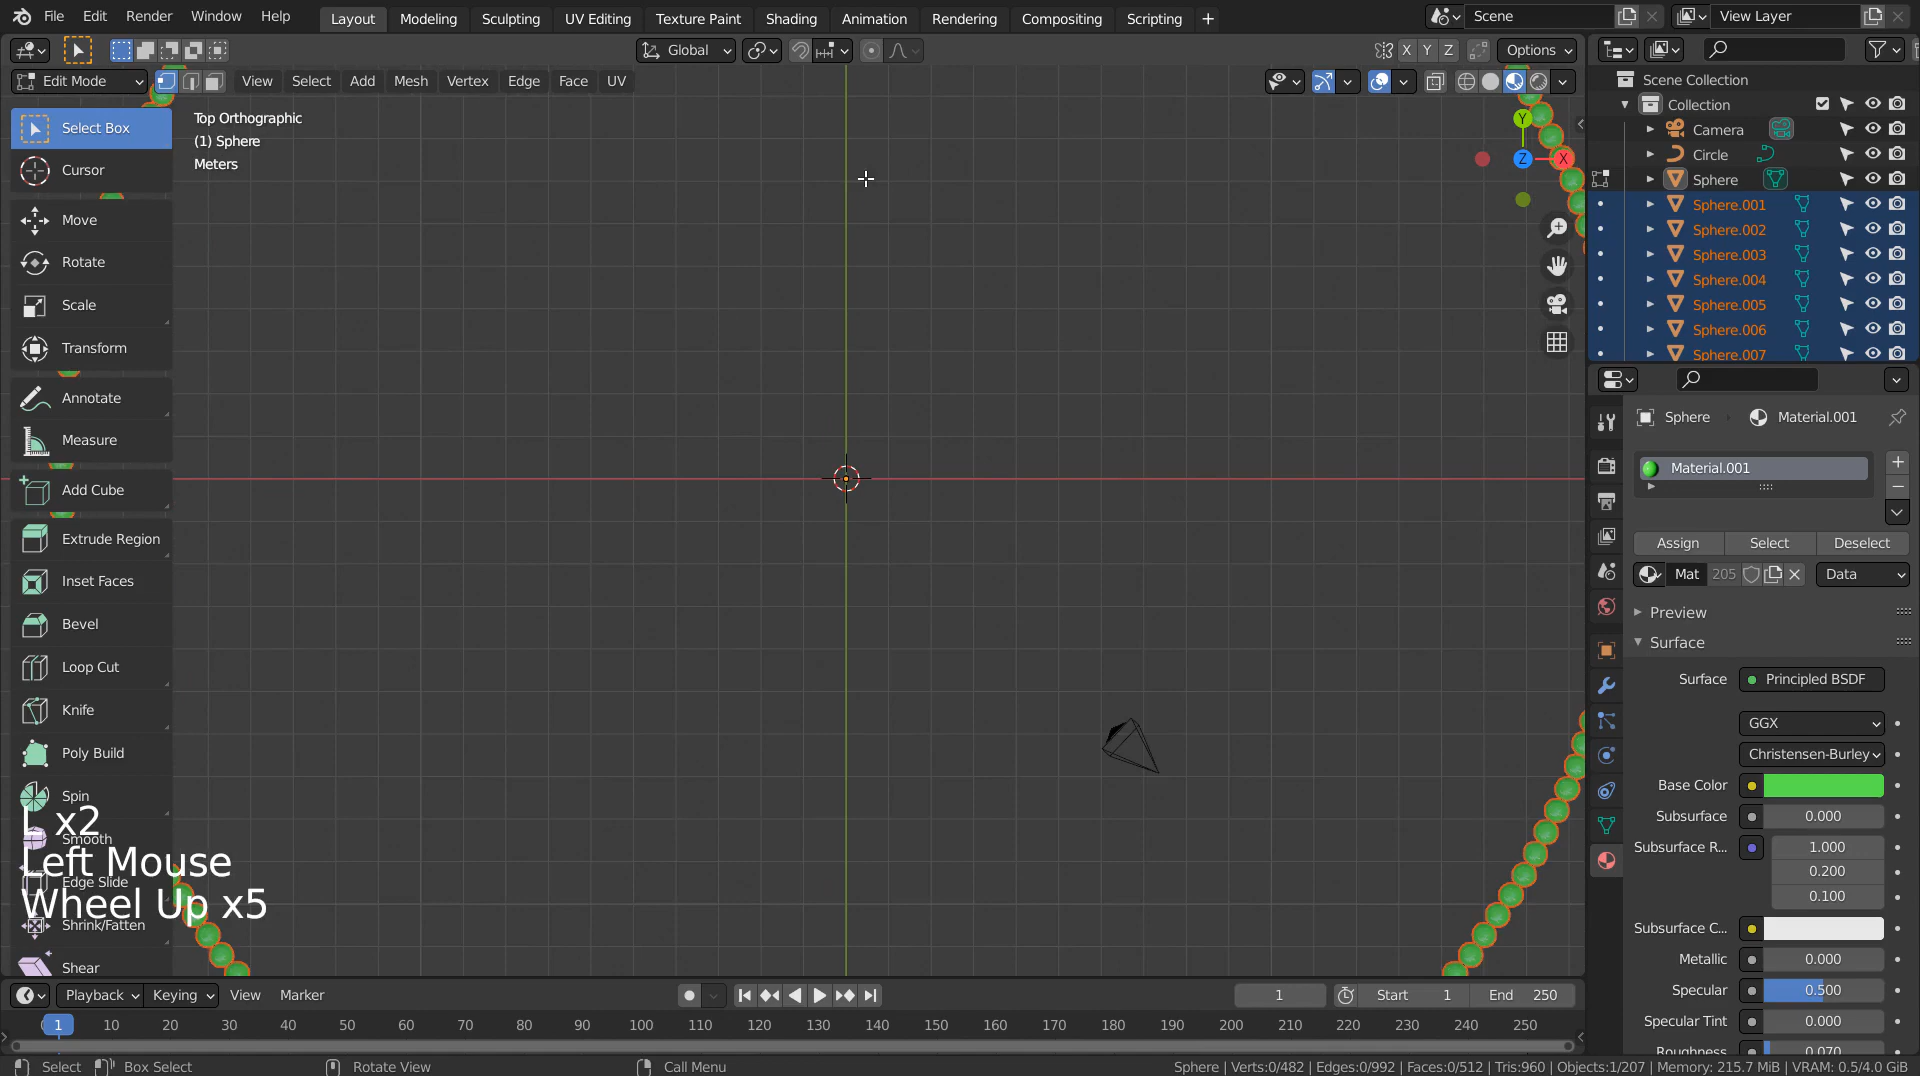 File Edit Render Window Help Layout Modeling Sculpting UV Editing Texture Paint Shading Animation Rendering Compositing Scripting + Scene View Layer
Global X Y Z Options
Edit Mode View Select Add Mesh Vertex Edge Face UV
Select Box
Cursor
Move
Rotate
Scale
Transform
Annotate
Measure
Add Cube
Extrude Region
Inset Faces
Bevel
Loop Cut
Knife
Poly Build
Spin
Smooth
Edge Slide
Shrink/Fatten
Shear
L x2
Left Mouse
Wheel Up x5
Top Orthographic
(1) Sphere
Meters
Y
Z X
Scene Collection
Collection
Camera
Circle
Sphere
Sphere.001
Sphere.002
Sphere.003
Sphere.004
Sphere.005
Sphere.006
Sphere.007
Sphere Material.001
Material.001
Assign Select Deselect
Mat 205 Data
Preview
Surface
Surface Principled BSDF
GGX
Christensen-Burley
Base Color
Subsurface 0.000
Subsurface R... 1.000
0.200
0.100
Subsurface C...
Metallic 0.000
Specular 0.500
Specular Tint 0.000
Roughness 0.070
Playback Keying View Marker 1 Start 1 End 250
1 10 20 30 40 50 60 70 80 90 100 110 120 130 140 150 160 170 180 190 200 210 220 230 240 250
Select Box Select Rotate View Call Menu Sphere | Verts:0/482 | Edges:0/992 | Faces:0/512 | Tris:960 | Objects:1/207 | Memory: 215.7 MiB | VRAM: 0.5/4.0 GiB